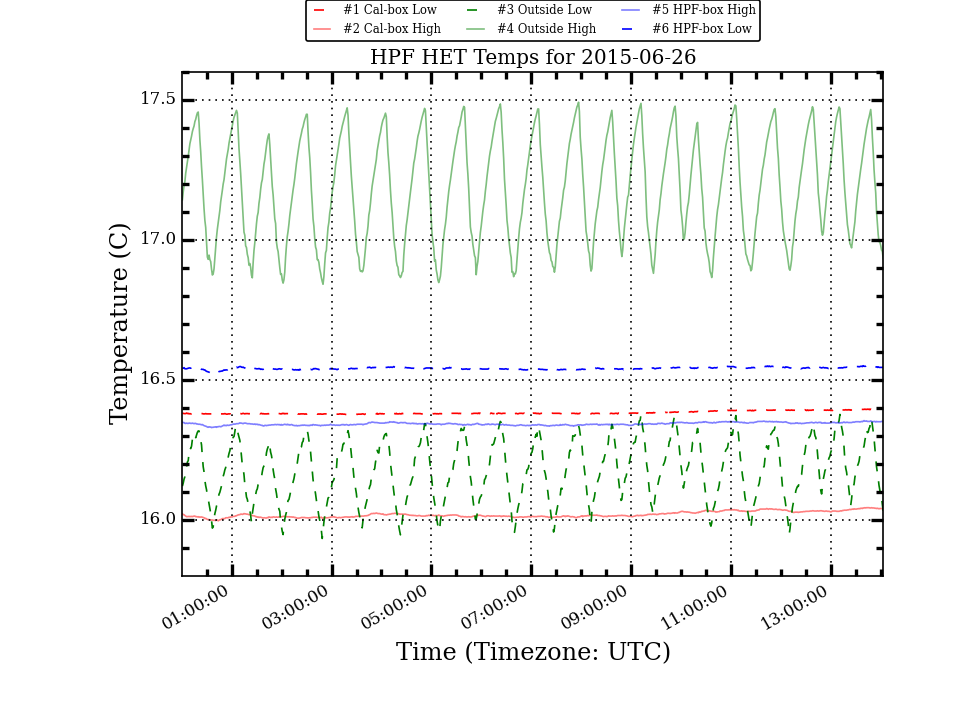 #1 Cal-box Low #3 Outside Low #5 HPF-box High
#2 Cal-box High #4 Outside High #6 HPF-box Low
HPF HET Temps for 2015-06-26
17.5
17.0
16.5
16.0
Temperature (C)
01:00:00 03:00:00 05:00:00 07:00:00 09:00:00 11:00:00 13:00:00
Time (Timezone: UTC)